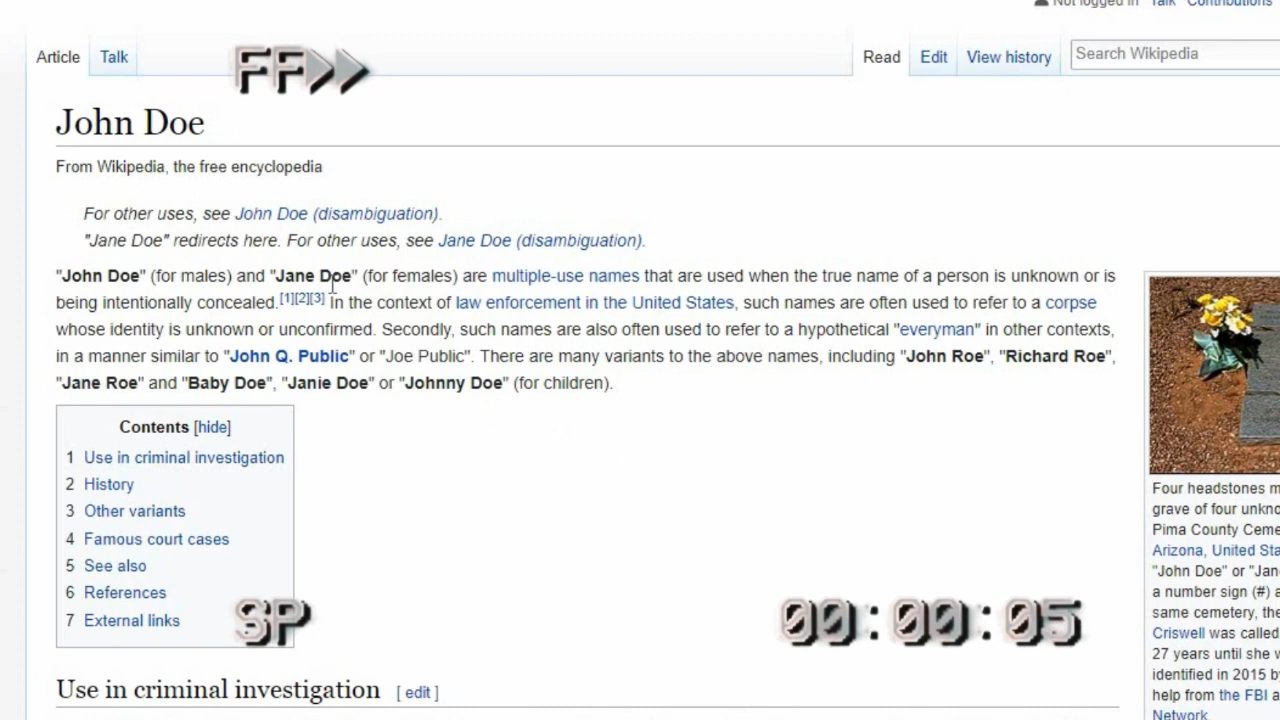 Not logged in Talk Contributions
Article Talk Read Edit View history Search Wikipedia
FF
John Doe
From Wikipedia, the free encyclopedia
For other uses, see John Doe (disambiguation).
"Jane Doe" redirects here. For other uses, see Jane Doe (disambiguation).
"John Doe" (for males) and "Jane Doe" (for females) are multiple-use names that are used when the true name of a person is unknown or is
being intentionally concealed.[1][2][3] In the context of law enforcement in the United States, such names are often used to refer to a corpse
whose identity is unknown or unconfirmed. Secondly, such names are also often used to refer to a hypothetical "everyman" in other contexts,
in a manner similar to "John Q. Public" or "Joe Public". There are many variants to the above names, including "John Roe", "Richard Roe",
"Jane Roe" and "Baby Doe", "Janie Doe" or "Johnny Doe" (for children).
Contents [hide]
1 Use in criminal investigation
2 History
3 Other variants
4 Famous court cases
5 See also
6 References
7 External links
SP
00:00:05
Use in criminal investigation [ edit ]
Four headstones
grave of four
Pima County
Arizona, United
"John Doe" or
a number sign (#)
same cemetery,
Criswell was called
27 years until she
identified in 2015
help from the FBI
Network.